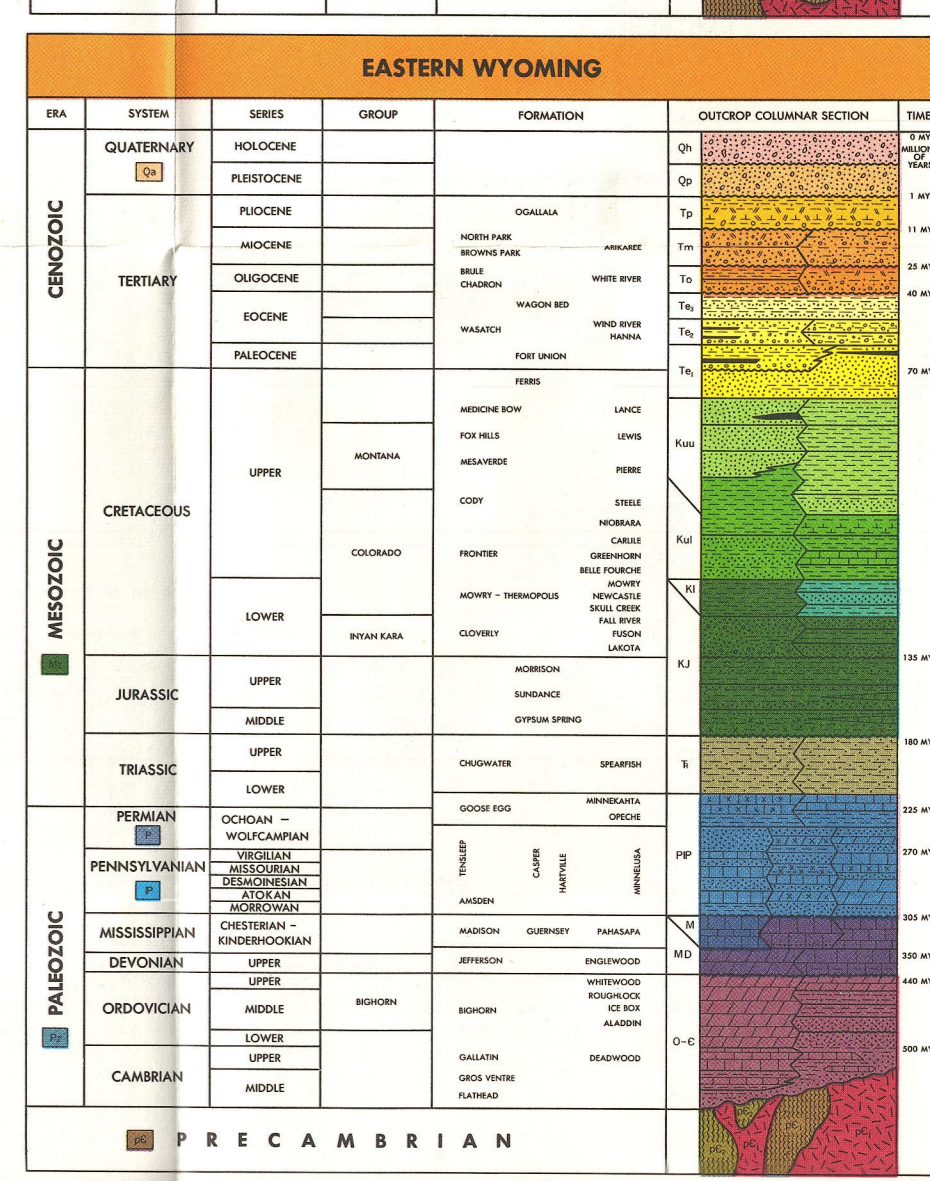 EASTERN WYOMING
ERA SYSTEM SERIES GROUP FORMATION OUTCROP COLUMNAR SECTION TIME
CENOZOIC
QUATERNARY
Qa
HOLOCENE
Qh
0 MY
MILLION
OF
YEARS
PLEISTOCENE
Qp
1 MY
TERTIARY
PLIOCENE
OGALLALA
Tp
11 MY
MIOCENE
NORTH PARK
BROWNS PARK ARIKAREE
Tm
25 MY
OLIGOCENE
BRULE
CHADRON WHITE RIVER
To
40 MY
EOCENE
WAGON BED
Te₃
WASATCH WIND RIVER
HANNA
Te₂
PALEOCENE
FORT UNION
Te₁
70 MY
MESOZOIC
Mz
CRETACEOUS
UPPER
FERRIS
MEDICINE BOW LANCE
MONTANA
FOX HILLS LEWIS
MESAVERDE PIERRE
Kuu
COLORADO
CODY STEELE
NIOBRARA
CARLILE
FRONTIER GREENHORN
BELLE FOURCHE
Kul
LOWER
MOWRY
MOWRY – THERMOPOLIS NEWCASTLE
SKULL CREEK
Kl
INYAN KARA
FALL RIVER
CLOVERLY FUSON
LAKOTA
KJ
135 MY
JURASSIC
UPPER
MORRISON
SUNDANCE
MIDDLE
GYPSUM SPRING
180 MY
TRIASSIC
UPPER
CHUGWATER SPEARFISH
LOWER
225 MY
PALEOZOIC
Pz
PERMIAN
P
OCHOAN –
WOLFCAMPIAN
GOOSE EGG MINNEKAHTA
OPECHE
270 MY
PENNSYLVANIAN
VIRGILIAN
MISSOURIAN
DESMOINESIAN
ATOKAN
MORROWAN
TENSLEEP CASPER HARTVILLE MINNELUSA
AMSDEN
PIP
305 MY
MISSISSIPPIAN
CHESTERIAN –
KINDERHOOKIAN
MADISON GUERNSEY PAHASAPA
M
350 MY
DEVONIAN
UPPER
JEFFERSON ENGLEWOOD
MD
440 MY
ORDOVICIAN
UPPER
MIDDLE
LOWER
BIGHORN
WHITEWOOD
ROUGHLOCK
BIGHORN ICE BOX
ALADDIN
O-Є
500 MY
CAMBRIAN
UPPER
MIDDLE
GALLATIN DEADWOOD
GROS VENTRE
FLATHEAD
pЄ PRECAMBRIAN
pЄ₂ pЄ pЄ₁ pЄ